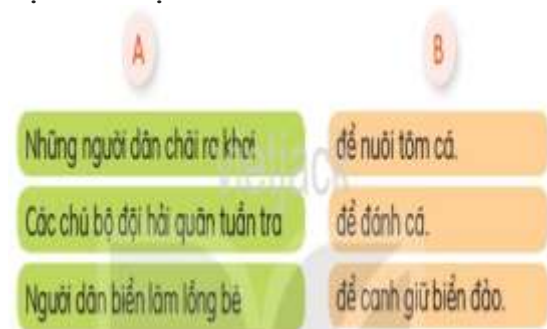 A B
Những người dân chài ra khơi để nuôi tôm cá.
Các chú bộ đội hải quân tuần tra để đánh cá.
Người dân biển làm lồng bè để canh giữ biển đảo.
vietjack